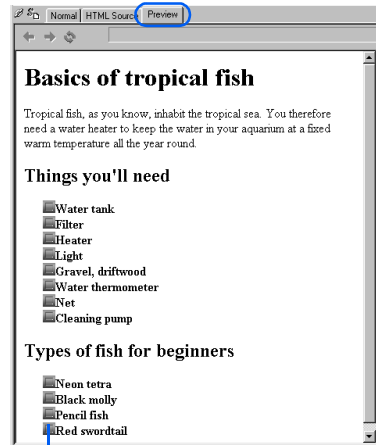 Normal HTML Source Preview
Basics of tropical fish
Tropical fish, as you know, inhabit the tropical sea. You therefore
need a water heater to keep the water in your aquarium at a fixed
warm temperature all the year round.
Things you'll need
Water tank
Filter
Heater
Light
Gravel, driftwood
Water thermometer
Net
Cleaning pump
Types of fish for beginners
Neon tetra
Black molly
Pencil fish
Red swordtail